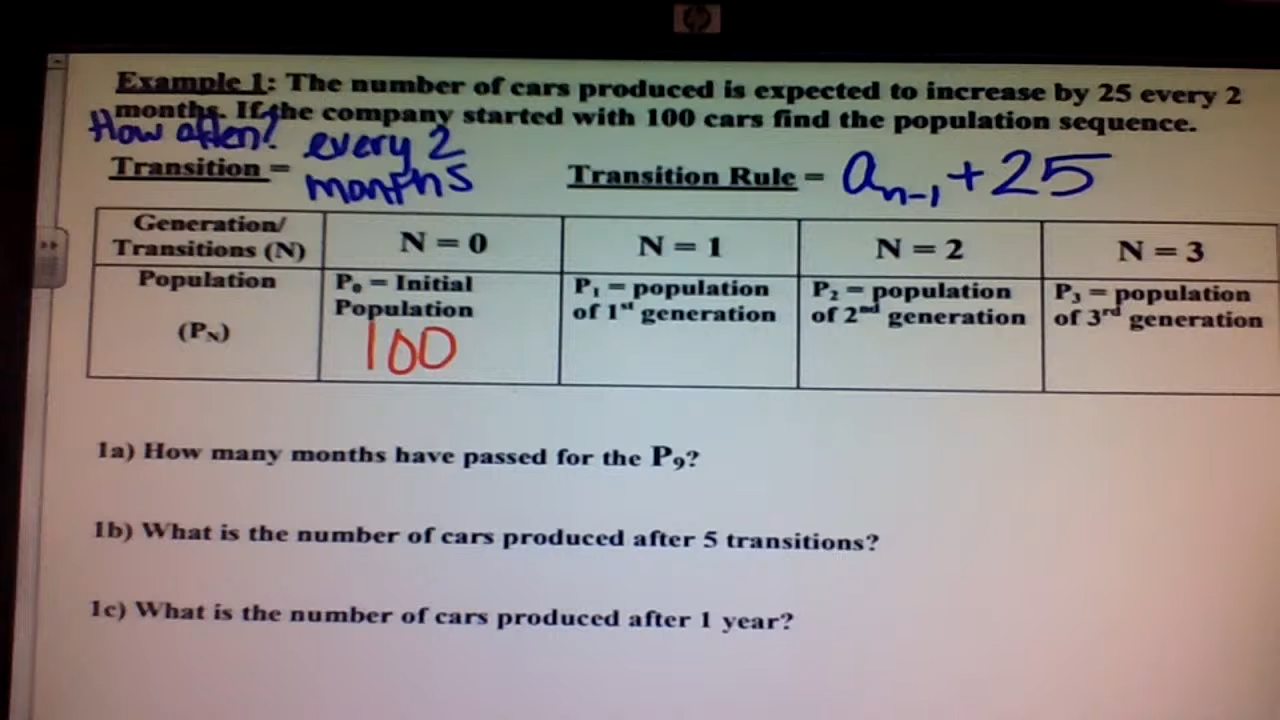 Example 1: The number of cars produced is expected to increase by 25 every 2
months. If the company started with 100 cars find the population sequence.
How often? every 2
months
Transition =
Transition Rule = aₙ₋₁ + 25
Generation/
Transitions (N)
N = 0
N = 1
N = 2
N = 3
Population
(Pₙ)
P₀ = Initial
Population
100
P₁ = population
of 1ˢᵗ generation
P₂ = population
of 2ⁿᵈ generation
P₃ = population
of 3ʳᵈ generation
1a) How many months have passed for the P₉?
1b) What is the number of cars produced after 5 transitions?
1c) What is the number of cars produced after 1 year?